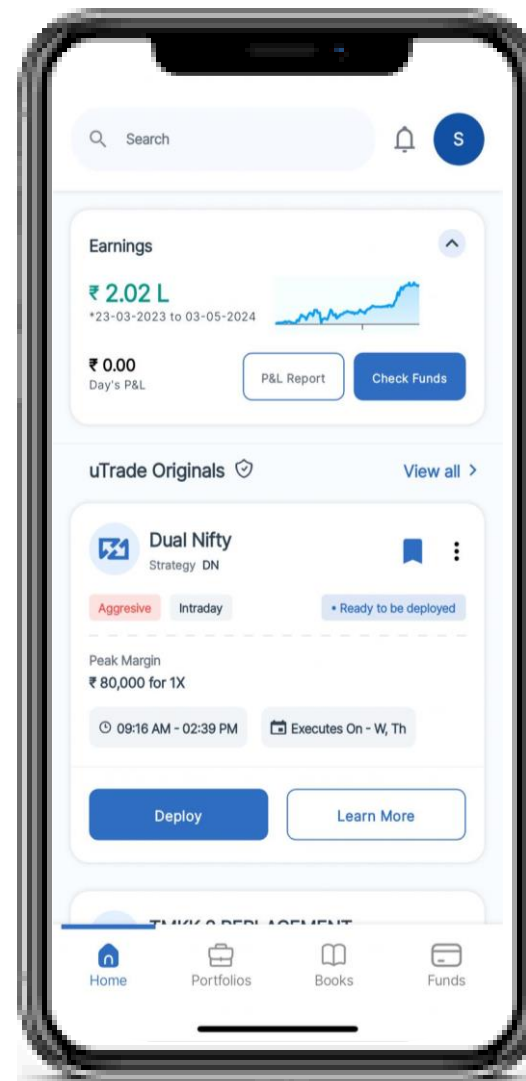 Search
S
Earnings
₹ 2.02 L
*23-03-2023 to 03-05-2024
₹ 0.00
Day's P&L
P&L Report
Check Funds
uTrade Originals
View all >
Dual Nifty
Strategy DN
Aggresive
Intraday
• Ready to be deployed
Peak Margin
₹ 80,000 for 1X
09:16 AM - 02:39 PM
Executes On - W, Th
Deploy
Learn More
Home
Portfolios
Books
Funds